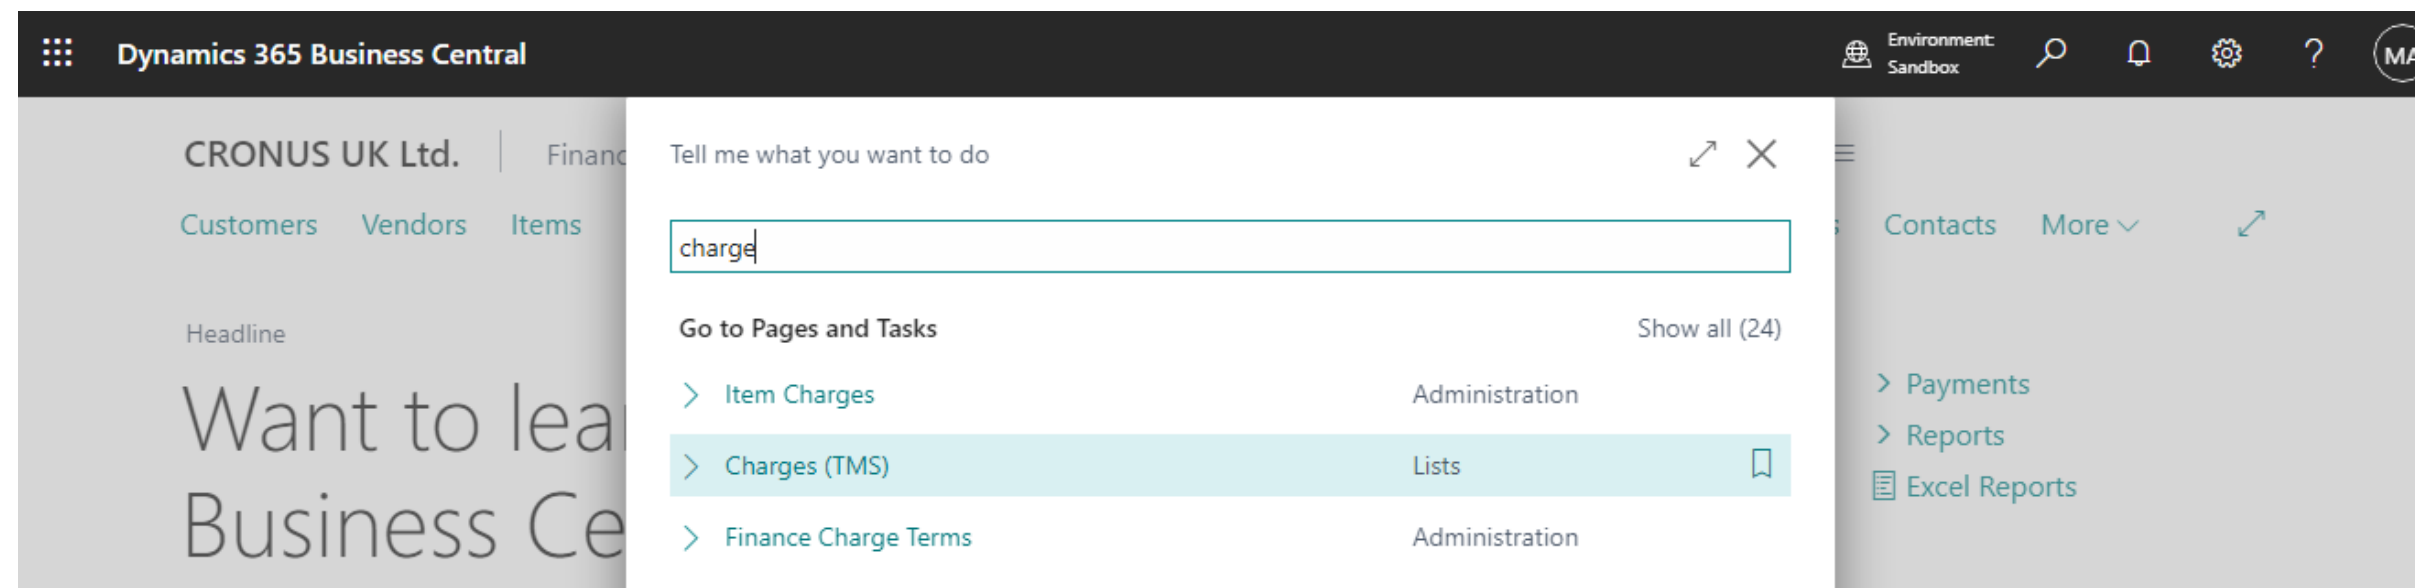 Dynamics 365 Business Central
Environment:
Sandbox
MA
CRONUS UK Ltd.
Customers Vendors Items
Tell me what you want to do
charge
Go to Pages and Tasks Show all (24)
Item Charges Administration
Charges (TMS) Lists
Finance Charge Terms Administration
Contacts More
Headline
Want to
Business
Payments
Reports
Excel Reports